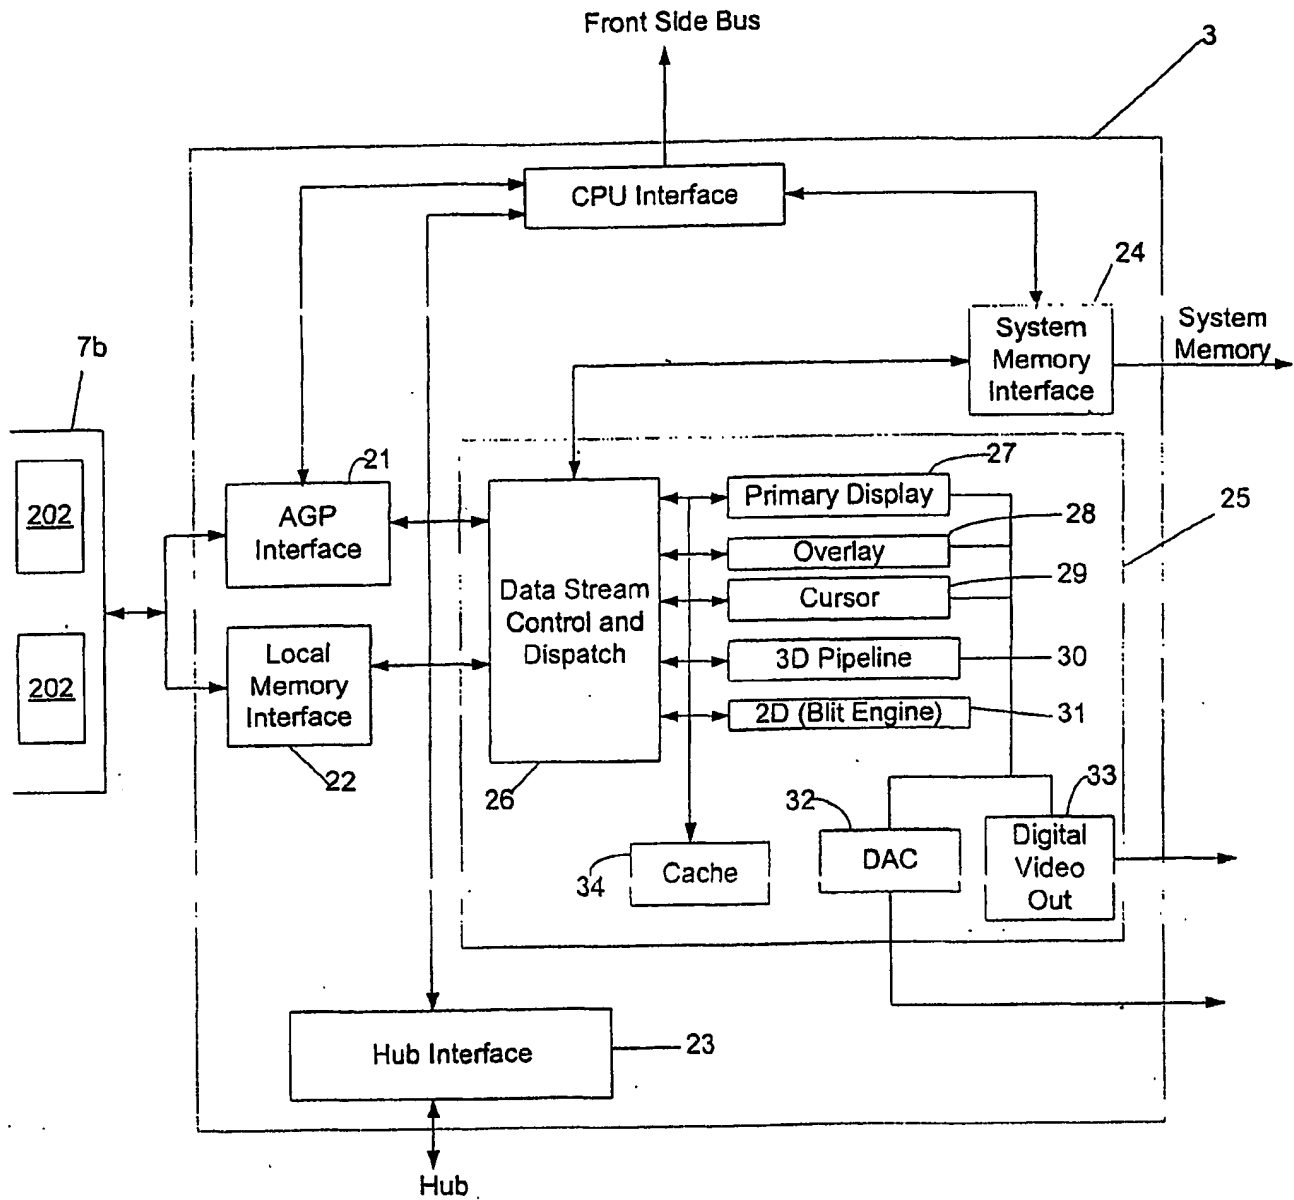 Front Side Bus
3
CPU Interface
24
System
Memory
Interface
System
Memory
7b
202
202
21
AGP
Interface
Local
Memory
Interface
22
Data Stream
Control and
Dispatch
26
27
Primary Display
28
Overlay
29
Cursor
3D Pipeline
30
2D (Blit Engine)
31
25
32
DAC
33
Digital
Video
Out
34
Cache
Hub Interface
23
Hub